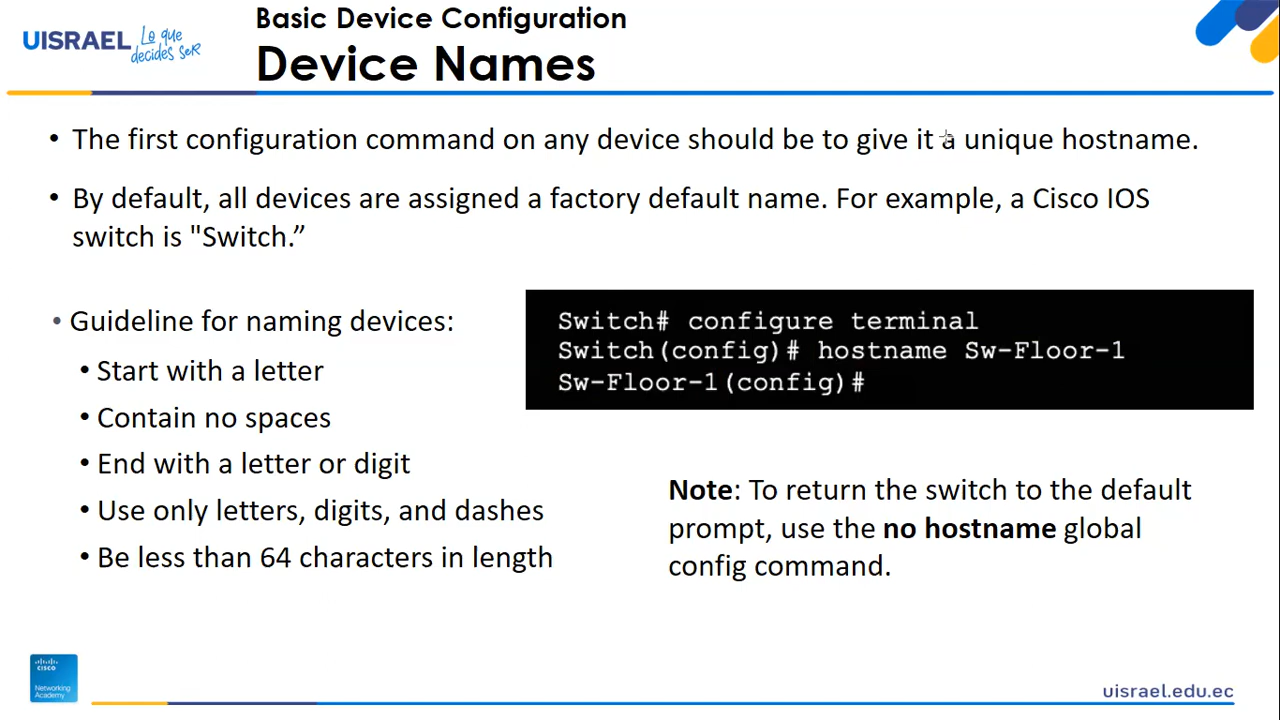 Basic Device Configuration
UISRAEL Lo que decides seR
Device Names
• The first configuration command on any device should be to give it a unique hostname.
• By default, all devices are assigned a factory default name. For example, a Cisco IOS
switch is "Switch.”
• Guideline for naming devices:
• Start with a letter
• Contain no spaces
• End with a letter or digit
• Use only letters, digits, and dashes
• Be less than 64 characters in length
Switch# configure terminal
Switch(config)# hostname Sw-Floor-1
Sw-Floor-1(config)#
Note: To return the switch to the default
prompt, use the no hostname global
config command.
CISCO
Networking
Academy
uisrael.edu.ec